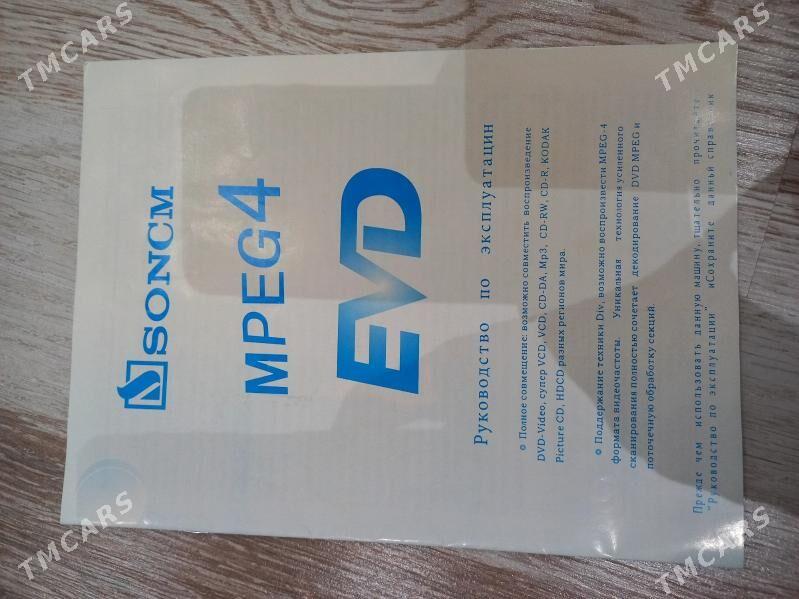 SONCM
MPEG4
EVD
Руководство по эксплуатацин
Полное совмещение: возможно совместить воспроизведение
DVD-Video, супер VCD, VCD, CD-DA, Mp3, CD-RW, CD-R, KODAK
Picture CD, HDCD разных регионов мира.
Поддержание техники Div, возможно воспроизвести MPEG-4
формата видеочастоты. Уникальная технология усиленного
сканирования полностью сочетает декодирование DVD MPEG и
поточечную обработку секций.
Прежде чем использовать данную машину, тщательно прочитайте
"Руководство по эксплуатации" иСохраните данный справочник
TMCARS
TMCARS
TMCARS
TMCARS
TMCARS